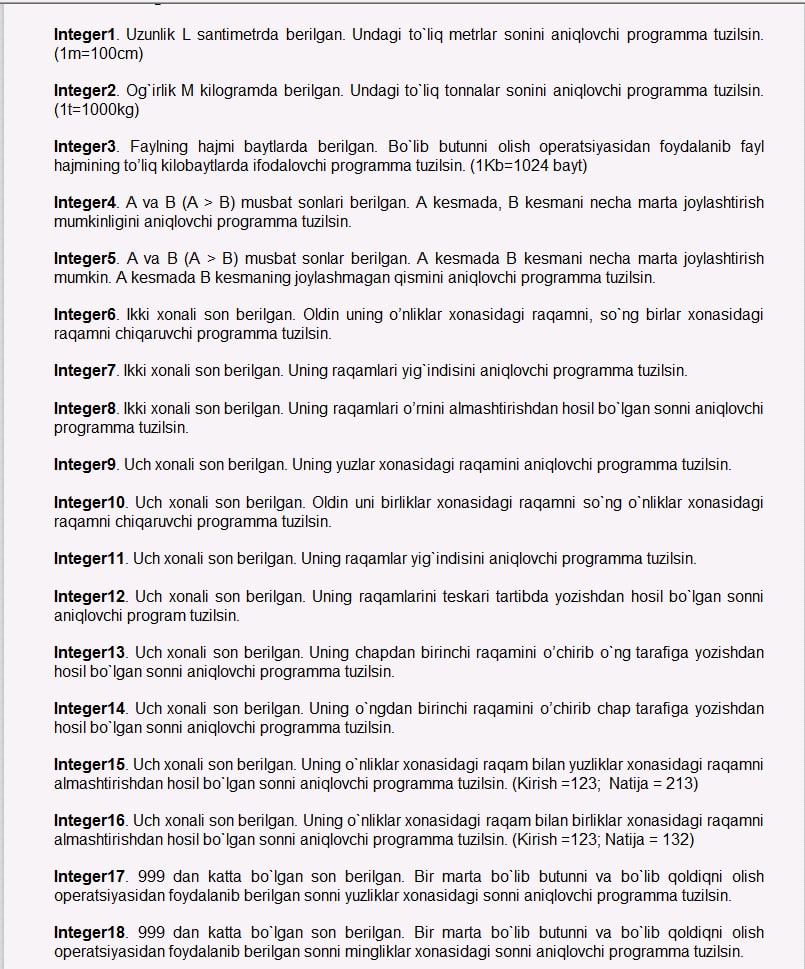 Integer1. Uzunlik L santimetrda berilgan. Undagi to`liq metrlar sonini aniqlovchi programma tuzilsin.
(1m=100cm)
Integer2. Og`irlik M kilogramda berilgan. Undagi to`liq tonnalar sonini aniqlovchi programma tuzilsin.
(1t=1000kg)
Integer3. Faylning hajmi baytlarda berilgan. Bo`lib butunni olish operatsiyasidan foydalanib fayl
hajmining to’liq kilobaytlarda ifodalovchi programma tuzilsin. (1Kb=1024 bayt)
Integer4. A va B (A > B) musbat sonlari berilgan. A kesmada, B kesmani necha marta joylashtirish
mumkinligini aniqlovchi programma tuzilsin.
Integer5. A va B (A > B) musbat sonlar berilgan. A kesmada B kesmani necha marta joylashtirish
mumkin. A kesmada B kesmaning joylashmagan qismini aniqlovchi programma tuzilsin.
Integer6. Ikki xonali son berilgan. Oldin uning o’nliklar xonasidagi raqamni, so`ng birlar xonasidagi
raqamni chiqaruvchi programma tuzilsin.
Integer7. Ikki xonali son berilgan. Uning raqamlari yig`indisini aniqlovchi programma tuzilsin.
Integer8. Ikki xonali son berilgan. Uning raqamlari o’rnini almashtirishdan hosil bo`lgan sonni aniqlovchi
programma tuzilsin.
Integer9. Uch xonali son berilgan. Uning yuzlar xonasidagi raqamini aniqlovchi programma tuzilsin.
Integer10. Uch xonali son berilgan. Oldin uni birliklar xonasidagi raqamni so`ng o`nliklar xonasidagi
raqamni chiqaruvchi programma tuzilsin.
Integer11. Uch xonali son berilgan. Uning raqamlar yig`indisini aniqlovchi programma tuzilsin.
Integer12. Uch xonali son berilgan. Uning raqamlarini teskari tartibda yozishdan hosil bo`lgan sonni
aniqlovchi program tuzilsin.
Integer13. Uch xonali son berilgan. Uning chapdan birinchi raqamini o’chirib o`ng tarafiga yozishdan
hosil bo`lgan sonni aniqlovchi programma tuzilsin.
Integer14. Uch xonali son berilgan. Uning o`ngdan birinchi raqamini o’chirib chap tarafiga yozishdan
hosil bo`lgan sonni aniqlovchi programma tuzilsin.
Integer15. Uch xonali son berilgan. Uning o`nliklar xonasidagi raqam bilan yuzliklar xonasidagi raqamni
almashtirishdan hosil bo`lgan sonni aniqlovchi programma tuzilsin. (Kirish =123; Natija = 213)
Integer16. Uch xonali son berilgan. Uning o`nliklar xonasidagi raqam bilan birliklar xonasidagi raqamni
almashtirishdan hosil bo`lgan sonni aniqlovchi programma tuzilsin. (Kirish =123; Natija = 132)
Integer17. 999 dan katta bo`lgan son berilgan. Bir marta bo`lib butunni va bo`lib qoldiqni olish
operatsiyasidan foydalanib berilgan sonni yuzliklar xonasidagi sonni aniqlovchi programma tuzilsin.
Integer18. 999 dan katta bo`lgan son berilgan. Bir marta bo`lib butunni va bo`lib qoldiqni olish
operatsiyasidan foydalanib berilgan sonni mingliklar xonasidagi sonni aniqlovchi programma tuzilsin.